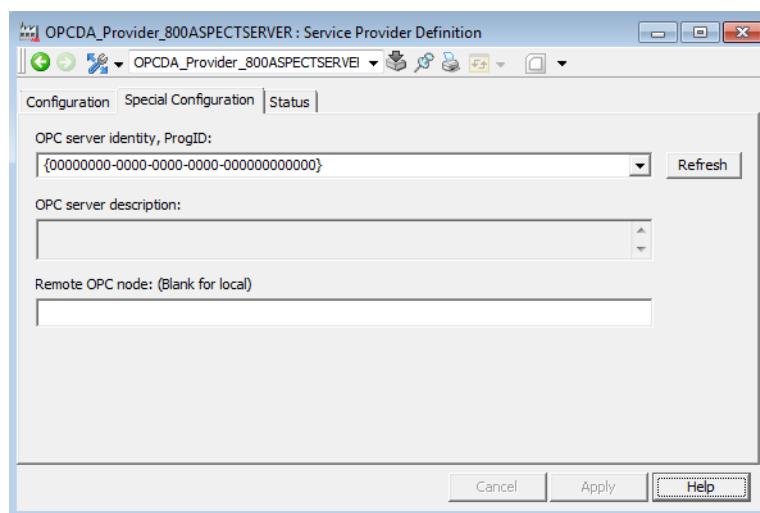 OPCDA_Provider_800ASPECTSERVER : Service Provider Definition
OPCDA_Provider_800ASPECTSERVE
Configuration Special Configuration Status
OPC server identity, ProgID:
{00000000-0000-0000-0000-000000000000} Refresh
OPC server description:
Remote OPC node: (Blank for local)
Cancel Apply Help